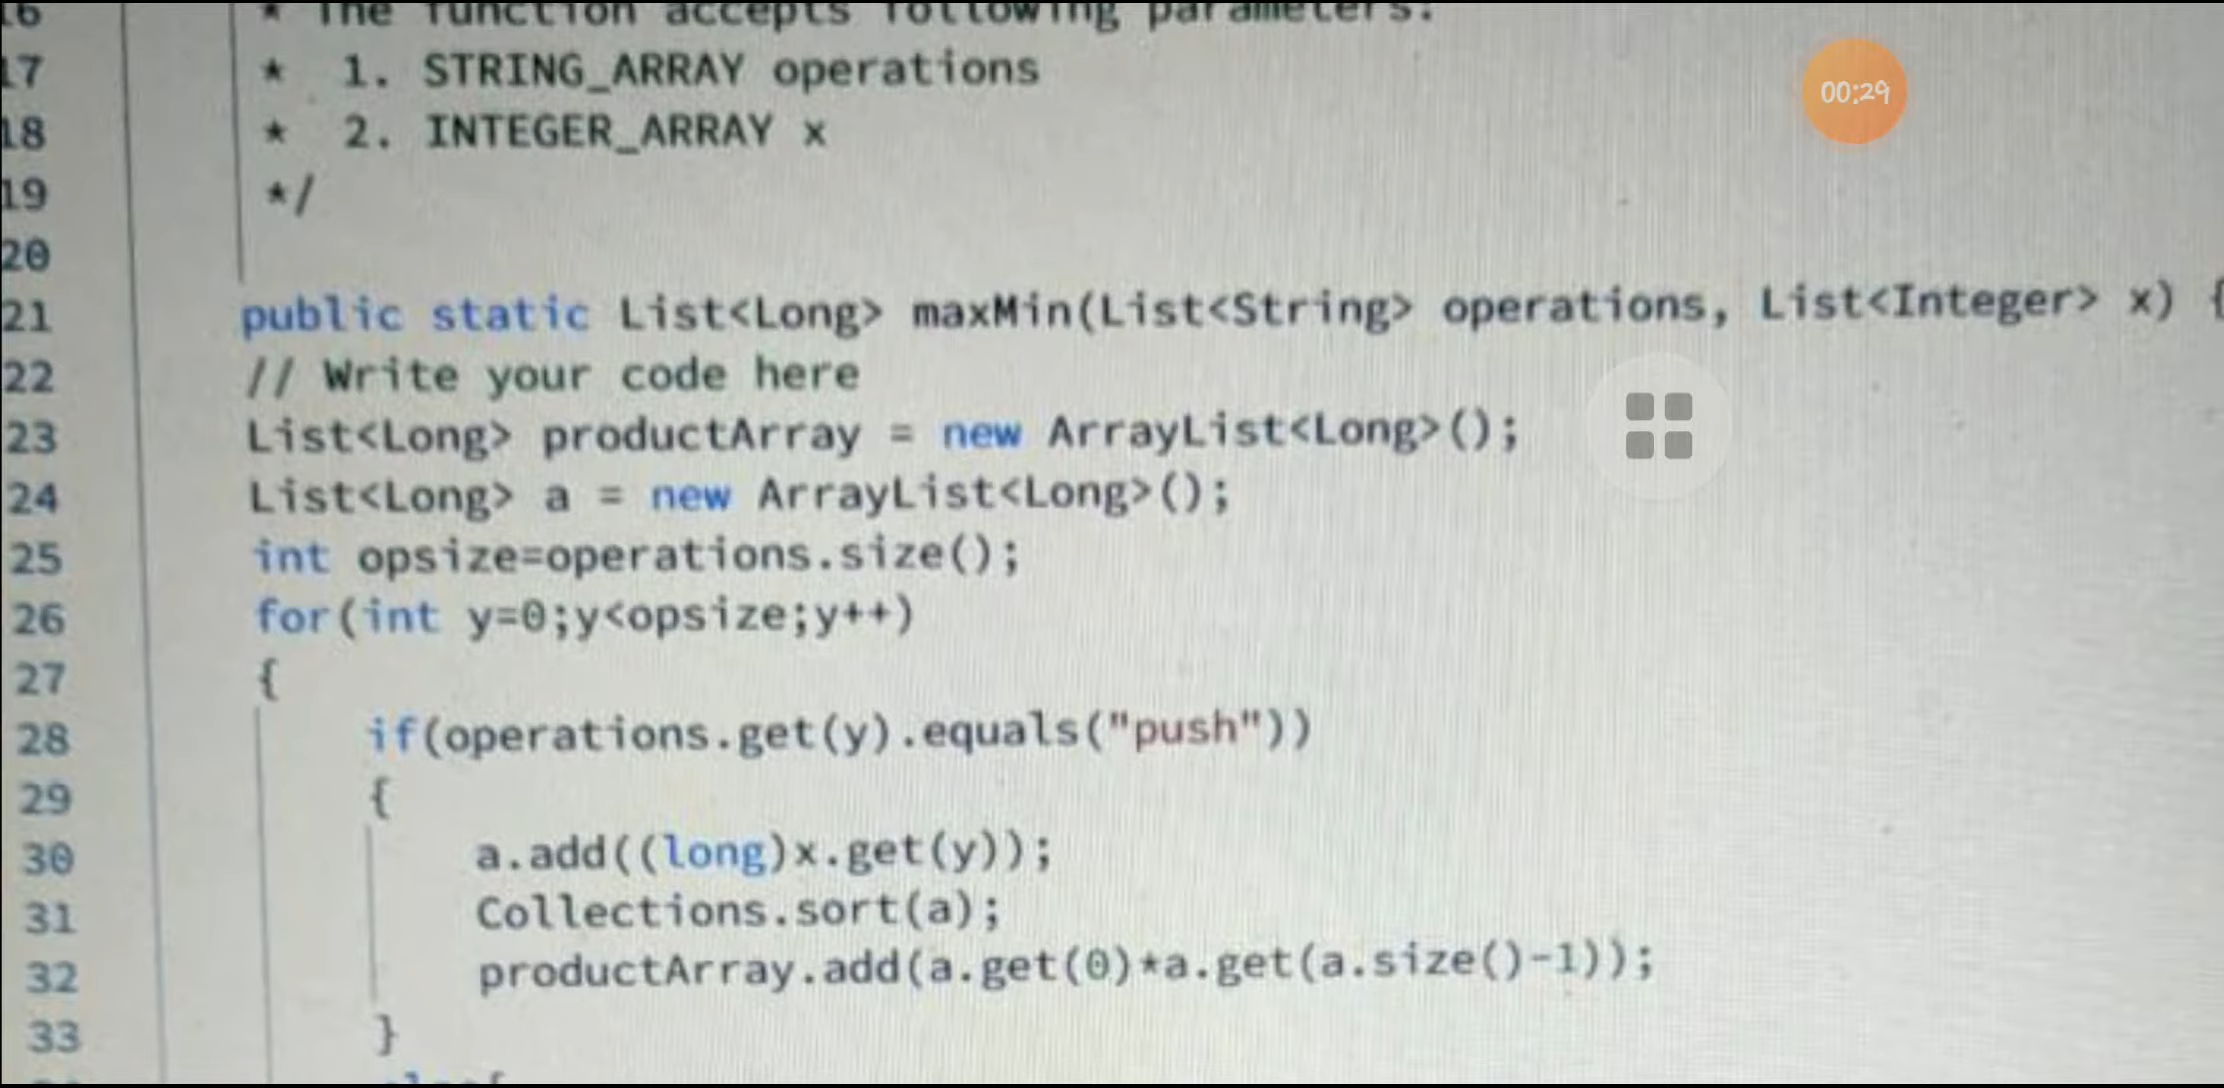 16 * The function accepts following parameters:
17 * 1. STRING_ARRAY operations
18 * 2. INTEGER_ARRAY x
19 */
20
21 public static List<Long> maxMin(List<String> operations, List<Integer> x) {
22 // Write your code here
23 List<Long> productArray = new ArrayList<Long>();
24 List<Long> a = new ArrayList<Long>();
25 int opsize=operations.size();
26 for(int y=0;y<opsize;y++)
27 {
28 if(operations.get(y).equals("push"))
29 {
30 a.add((long)x.get(y));
31 Collections.sort(a);
32 productArray.add(a.get(0)*a.get(a.size()-1));
33 }
00:29